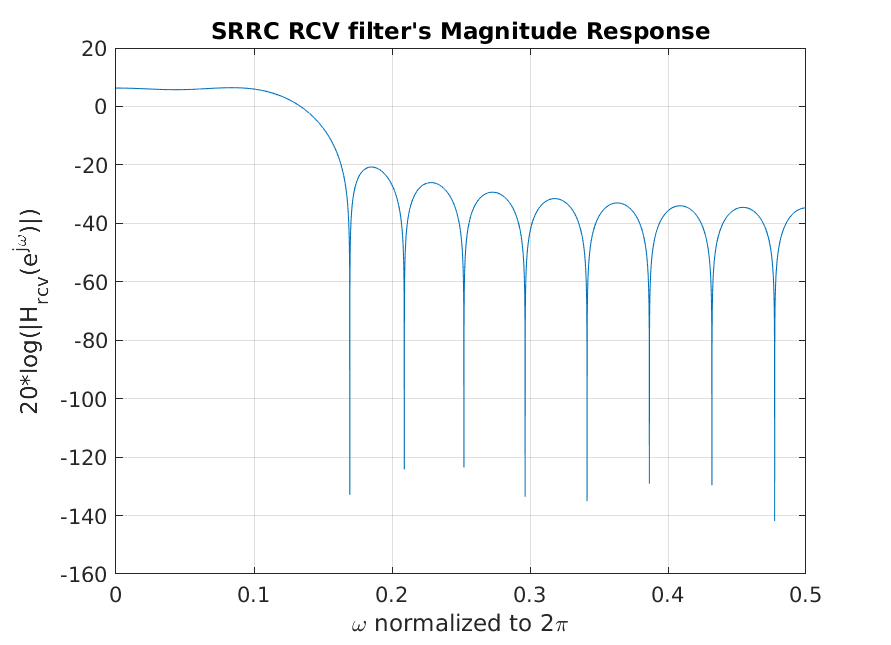 SRRC RCV filter's Magnitude Response
20*log(|H_rcv(e^jω)|)
20
0
-20
-40
-60
-80
-100
-120
-140
-160
0 0.1 0.2 0.3 0.4 0.5
ω normalized to 2π